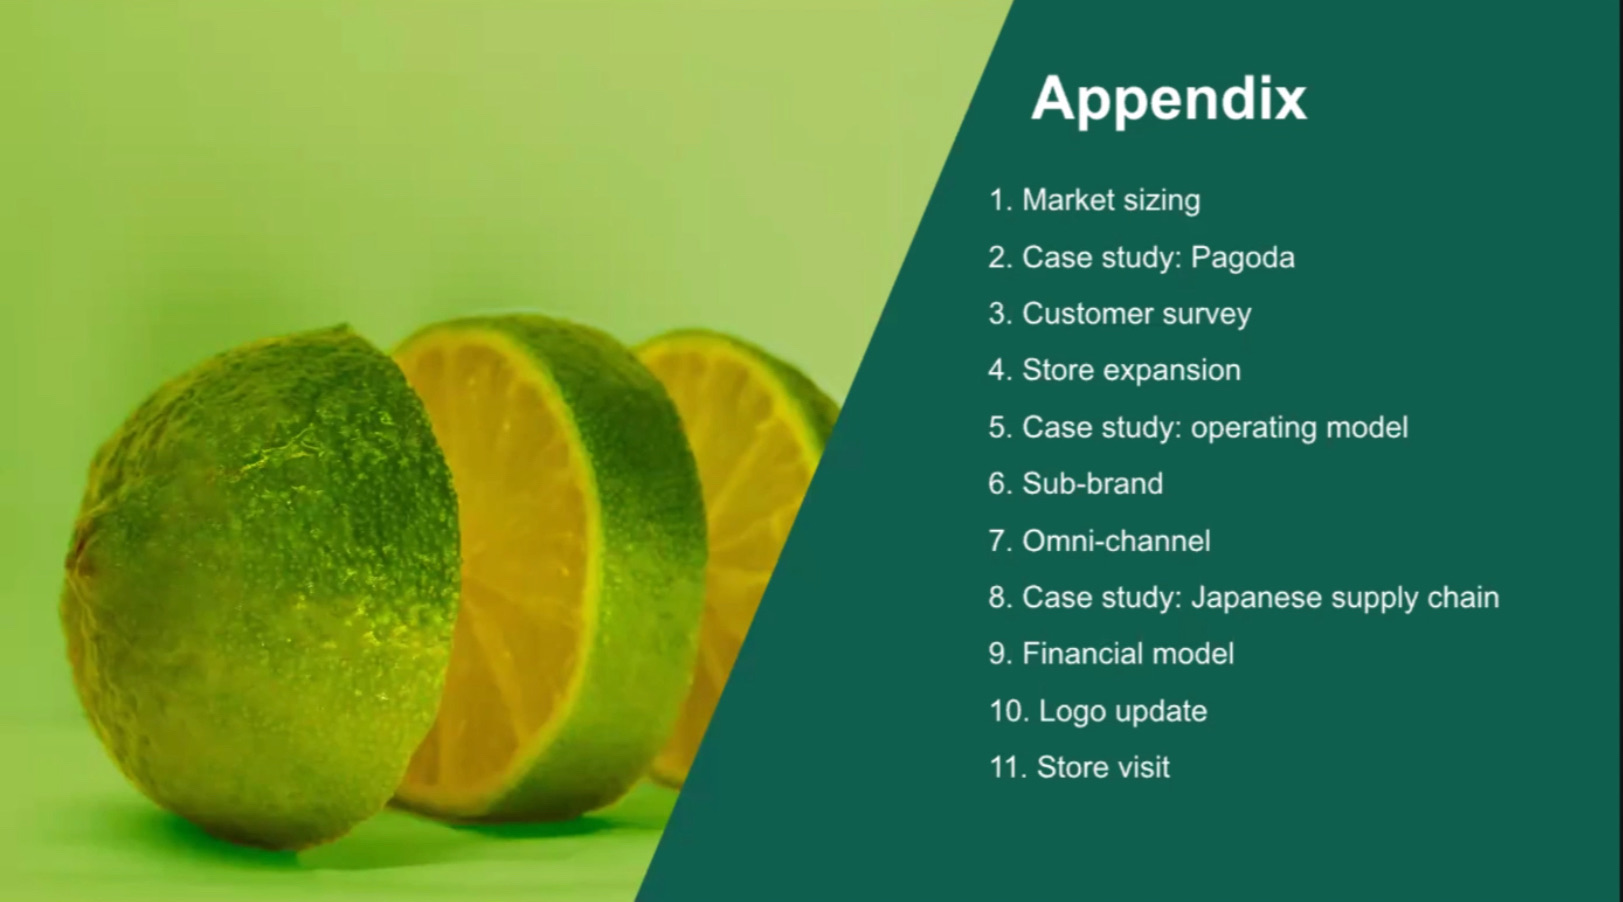 Appendix
1. Market sizing
2. Case study: Pagoda
3. Customer survey
4. Store expansion
5. Case study: operating model
6. Sub-brand
7. Omni-channel
8. Case study: Japanese supply chain
9. Financial model
10. Logo update
11. Store visit